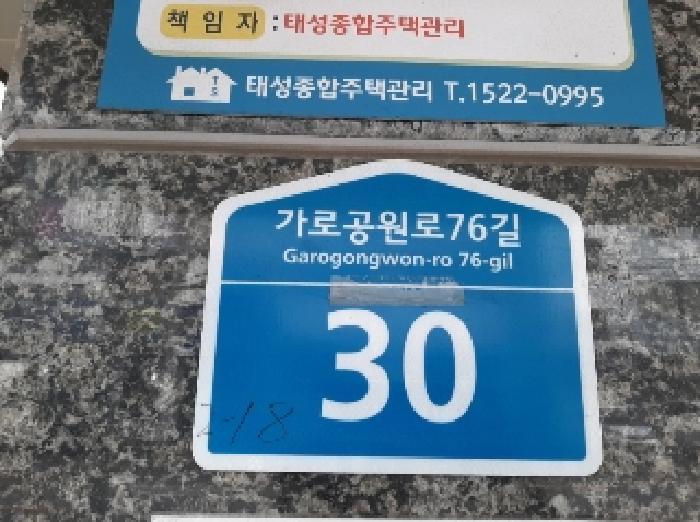 책임자 : 태성종합주택관리
태성종합주택관리 T.1522-0995
가로공원로76길
Garogongwon-ro 76-gil
30